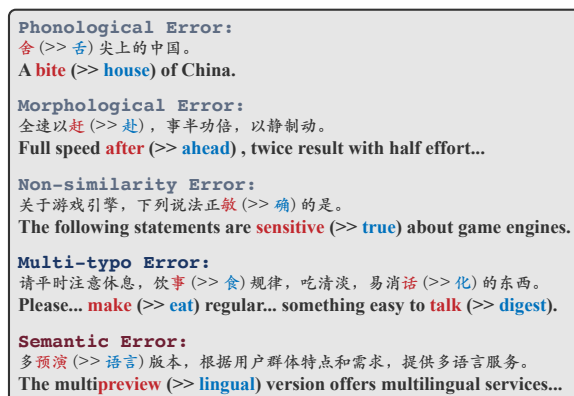 Phonological Error:
舍 (>> 舌) 尖上的中国。
A bite (>> house) of China.
Morphological Error:
全速以赶 (>> 赴) ，事半功倍，以静制动。
Full speed after (>> ahead) , twice result with half effort...
Non-similarity Error:
关于游戏引擎，下列说法正敏 (>> 确) 的是。
The following statements are sensitive (>> true) about game engines.
Multi-typo Error:
请平时注意休息，饮事 (>> 食) 规律，吃清淡，易消话 (>> 化) 的东西。
Please... make (>> eat) regular... something easy to talk (>> digest).
Semantic Error:
多预演 (>> 语言) 版本，根据用户群体特点和需求，提供多语言服务。
The multipreview (>> lingual) version offers multilingual services...